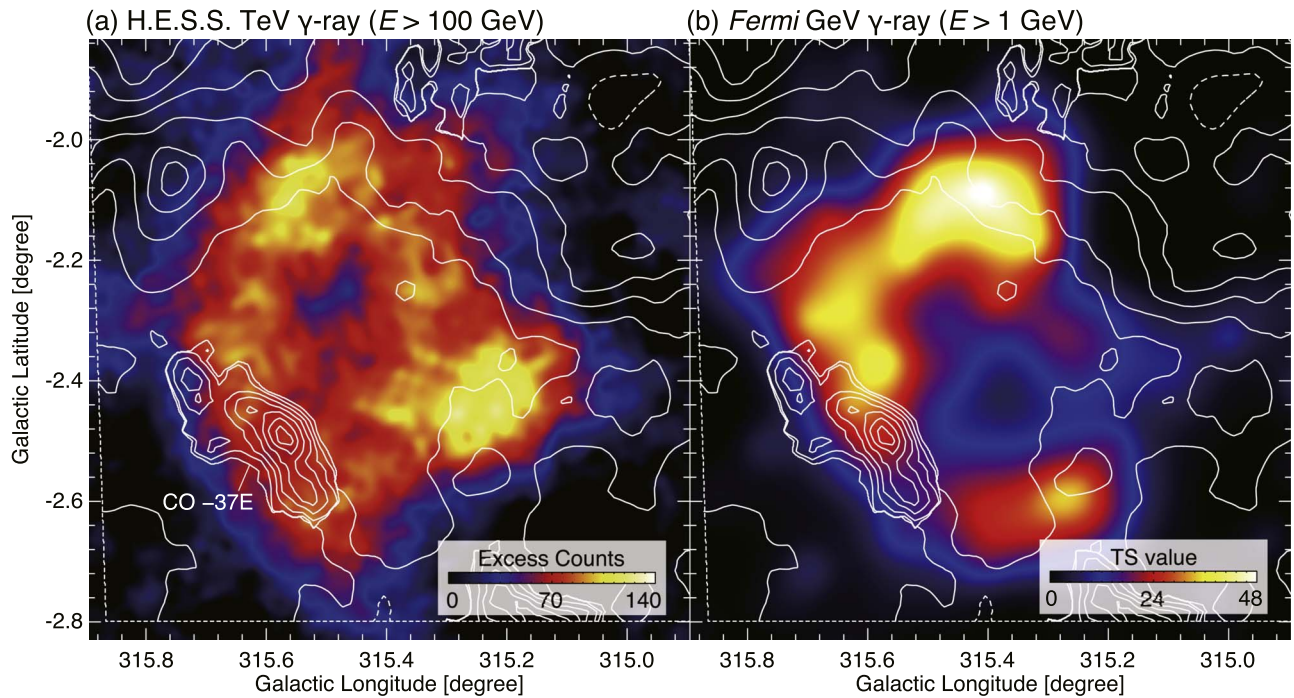 (a) H.E.S.S. TeV γ-ray (E > 100 GeV)
(b) Fermi GeV γ-ray (E > 1 GeV)
Galactic Latitude [degree]
-2.0
-2.2
-2.4
-2.6
-2.8
CO −37E
Excess Counts
0 70 140
TS value
0 24 48
315.8 315.6 315.4 315.2 315.0
315.8 315.6 315.4 315.2 315.0
Galactic Longitude [degree]
Galactic Longitude [degree]